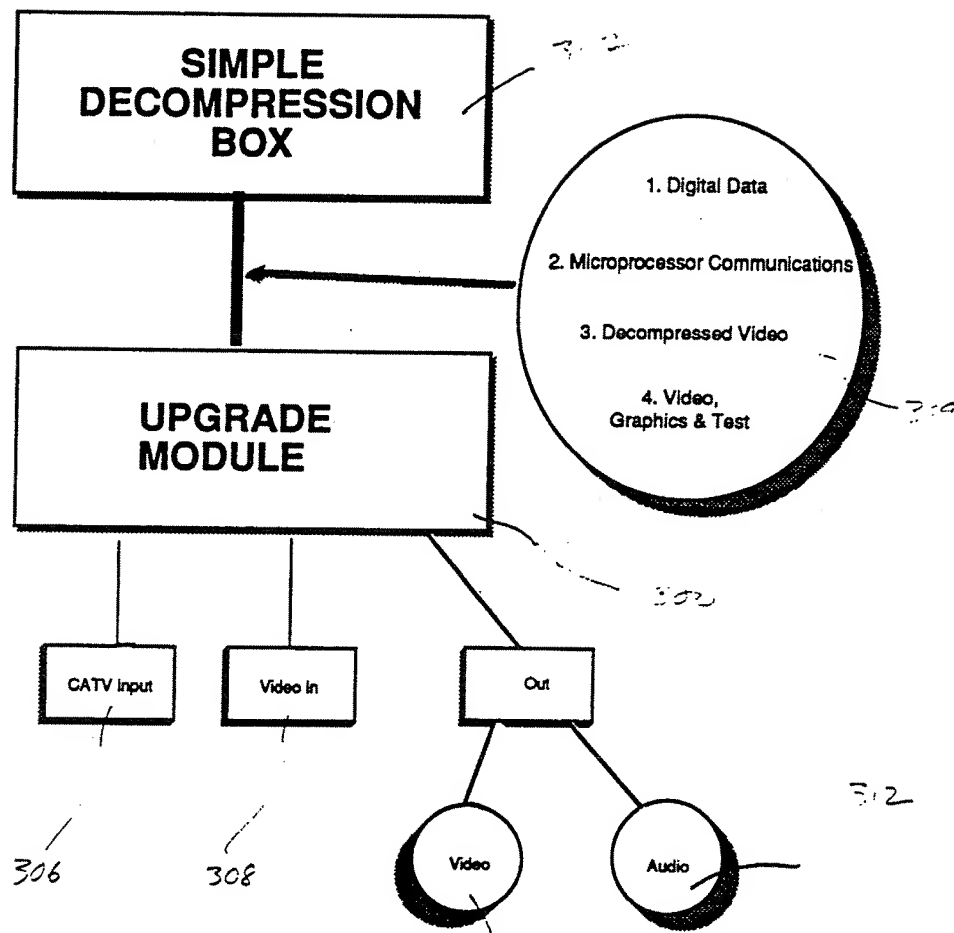 SIMPLE
DECOMPRESSION
BOX
1. Digital Data
2. Microprocessor Communications
3. Decompressed Video
4. Video,
Graphics & Test
UPGRADE
MODULE
CATV Input
Video In
Out
Video
Audio
306
308
312